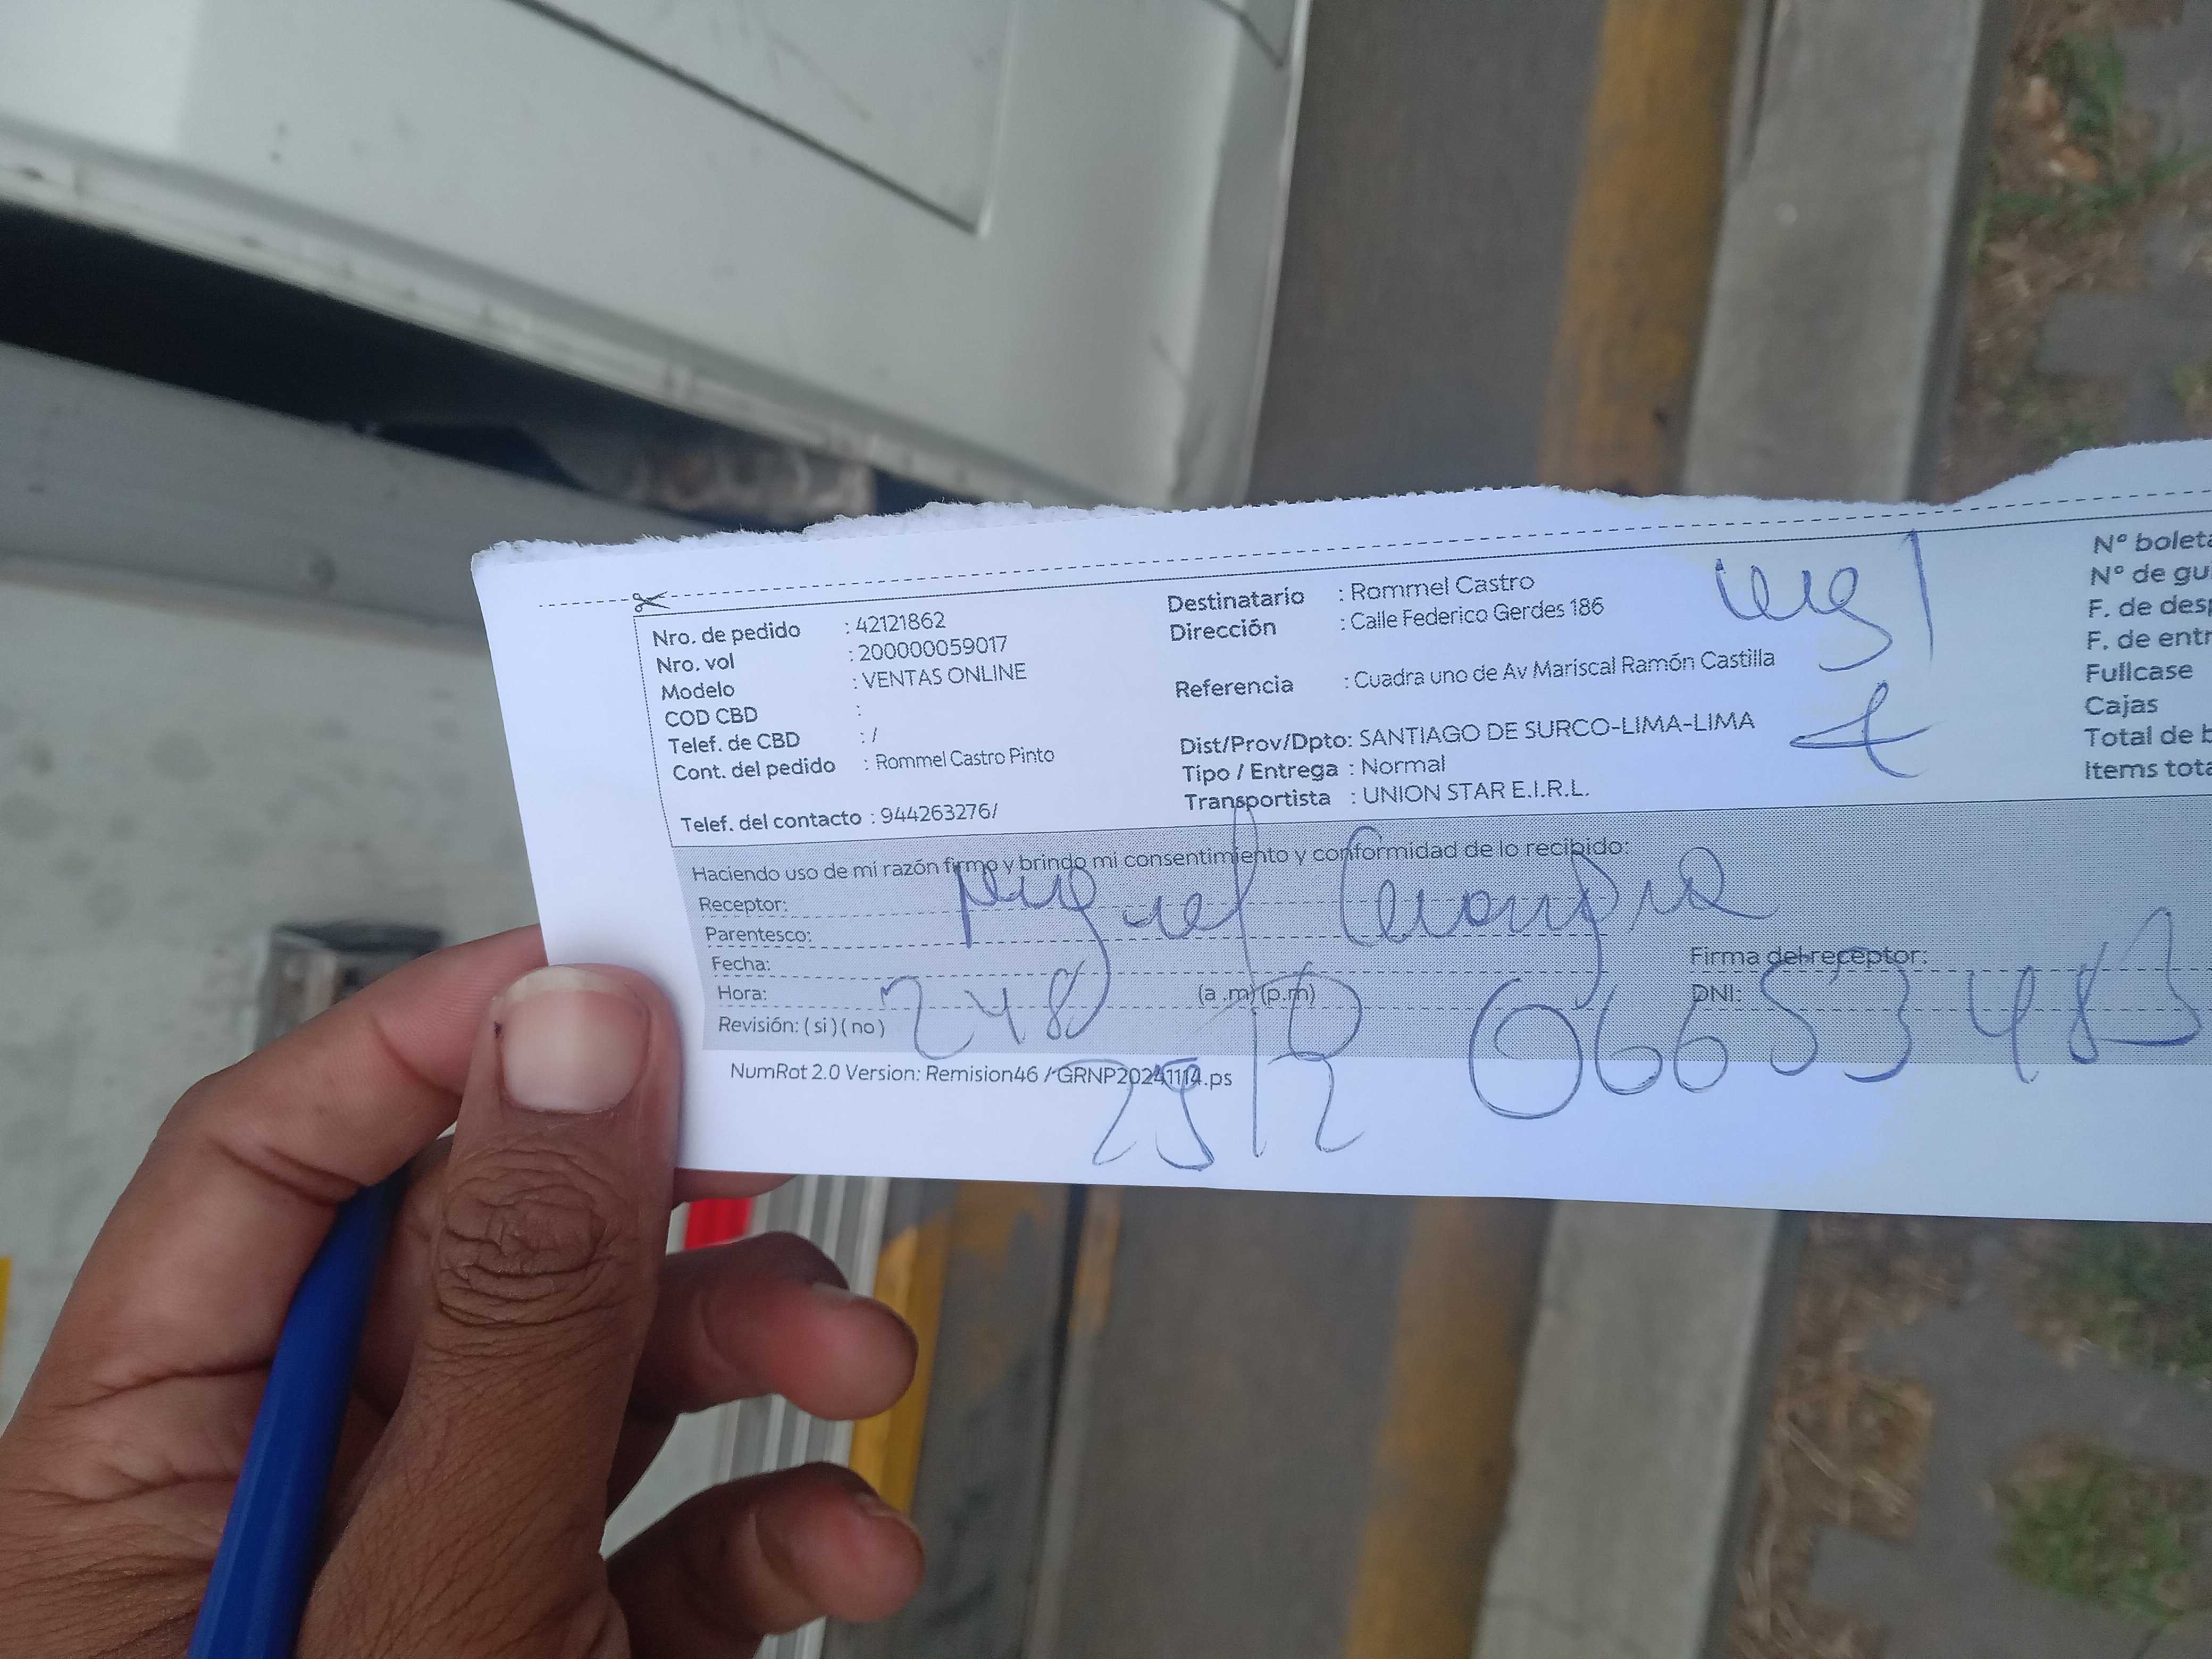 Nro. de pedido : 42121862
Nro. vol : 200000059017
Modelo : VENTAS ONLINE
COD CBD :
Telef. de CBD : /
Cont. del pedido : Rommel Castro Pinto
Telef. del contacto : 944263276/
Destinatario : Rommel Castro
Dirección : Calle Federico Gerdes 186
Referencia : Cuadra uno de Av Mariscal Ramón Castilla
Dist/Prov/Dpto: SANTIAGO DE SURCO-LIMA-LIMA
Tipo / Entrega : Normal
Transportista : UNION STAR E.I.R.L.
Nº boleta
Nº de gui
F. de desp
F. de entr
Fullcase
Cajas
Total de b
Items tota
Haciendo uso de mi razón firmo y brindo mi consentimiento y conformidad de lo recibido:
Receptor: Miguel
Parentesco:
Fecha:
Firma del receptor:
Hora: 248 (a .m) (p.m)
DNI: 06653483
Revisión: ( si ) ( no )
NumRot 2.0 Version: Remision46 / GRNP20241114.ps